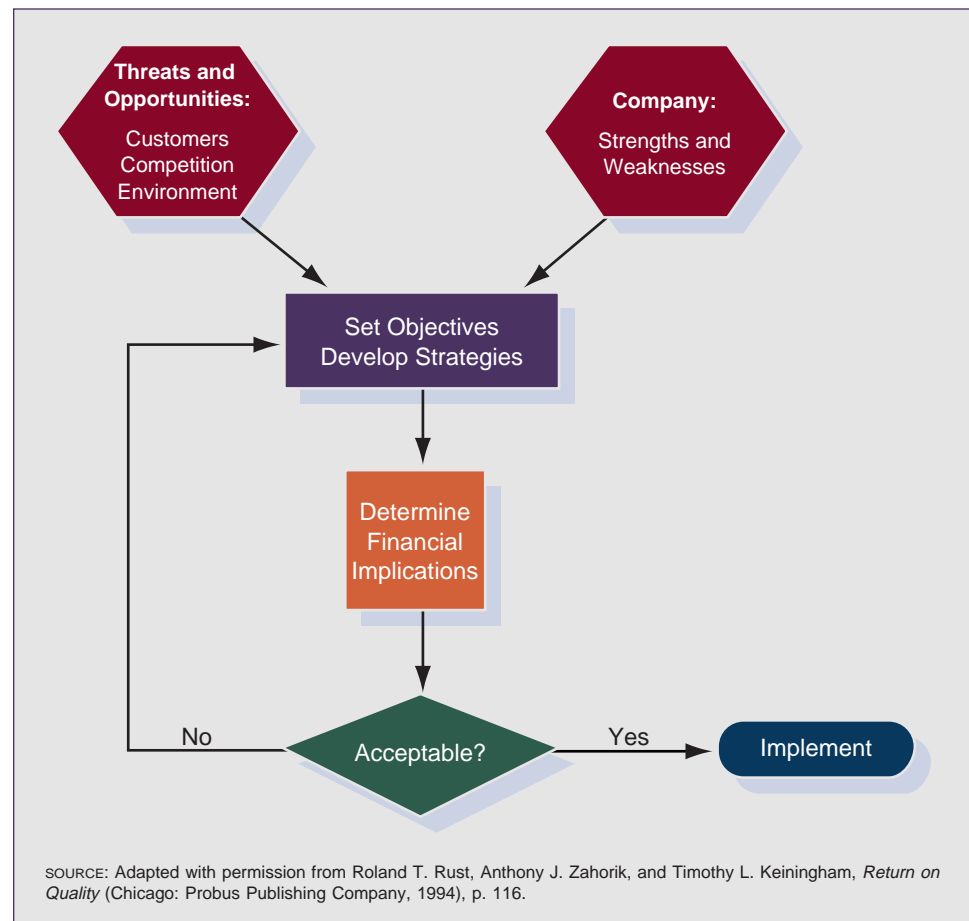 Threats and
Opportunities:
Customers
Competition
Environment
Company:
Strengths and
Weaknesses
Set Objectives
Develop Strategies
Determine
Financial
Implications
No
Acceptable?
Yes
Implement
SOURCE: Adapted with permission from Roland T. Rust, Anthony J. Zahorik, and Timothy L. Keiningham, Return on
Quality (Chicago: Probus Publishing Company, 1994), p. 116.